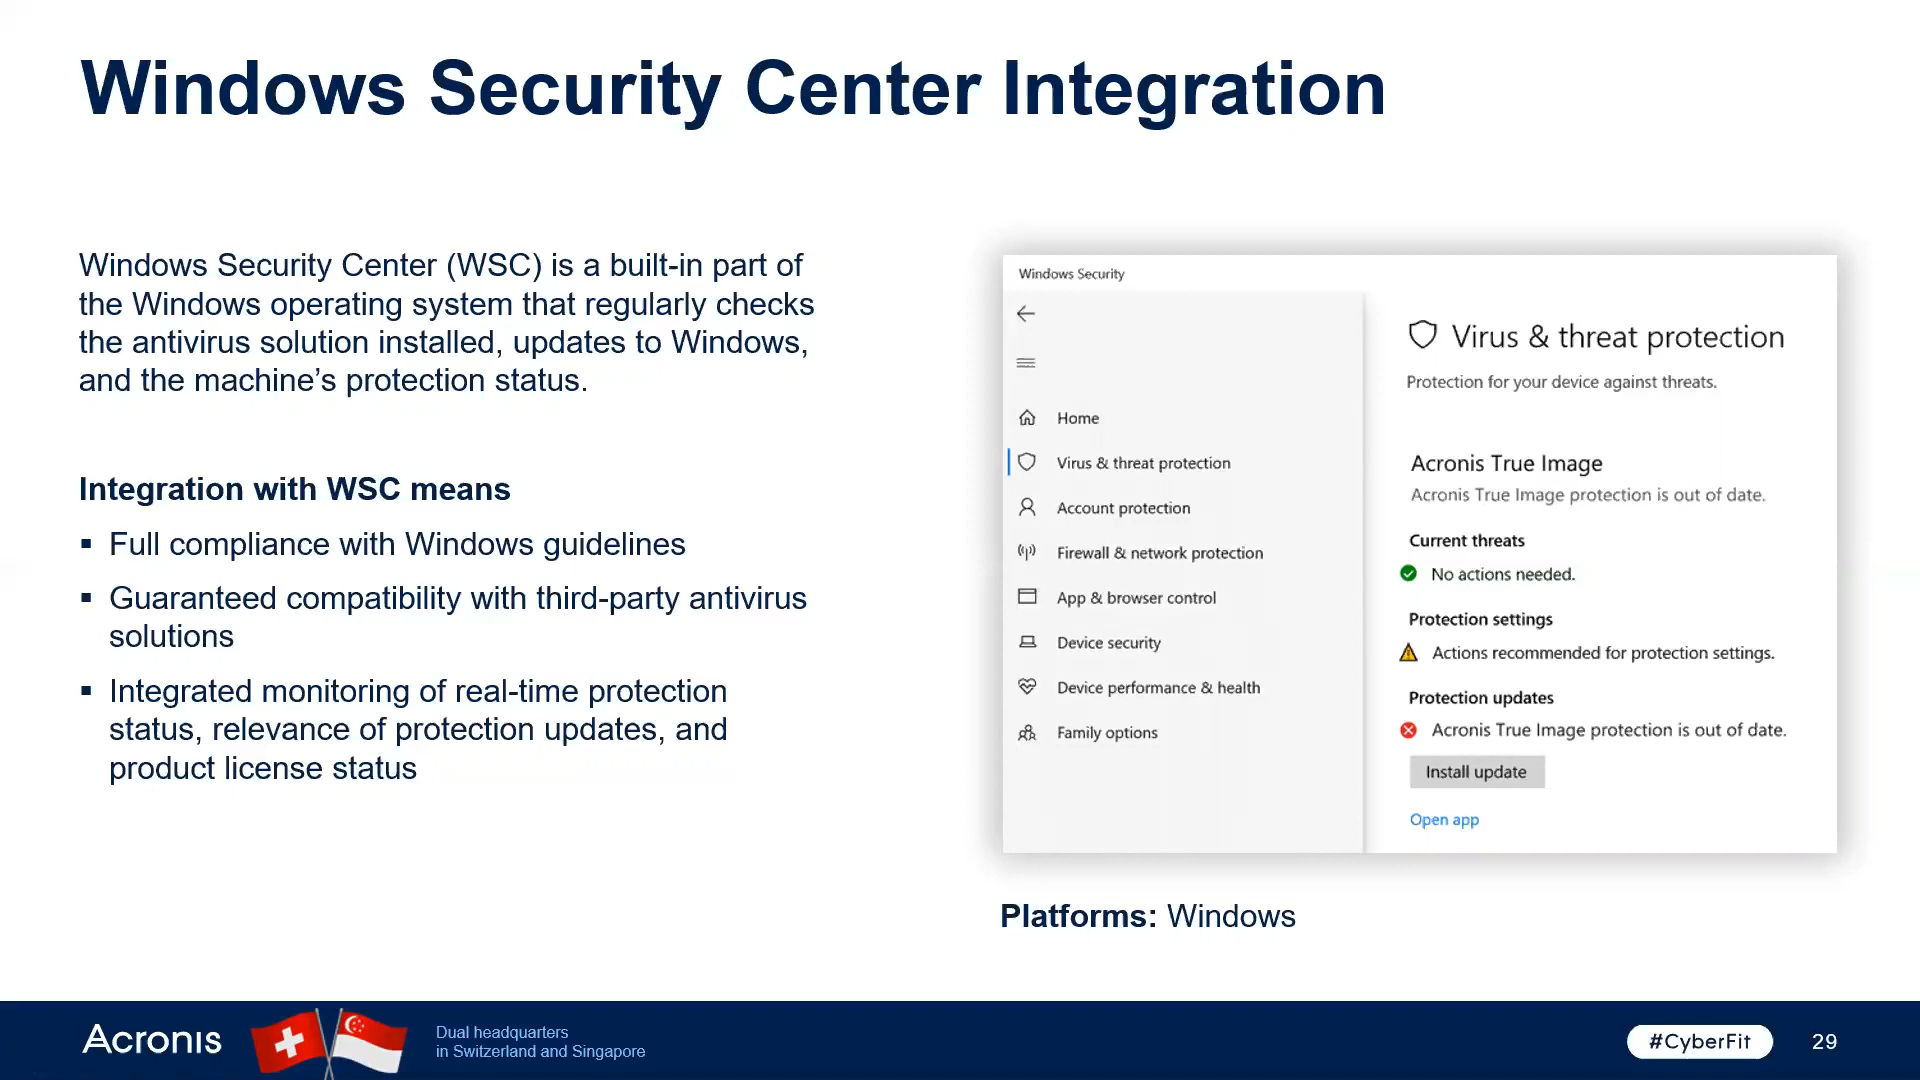 Windows Security Center Integration
Windows Security Center (WSC) is a built-in part of
the Windows operating system that regularly checks
the antivirus solution installed, updates to Windows,
and the machine’s protection status.
Integration with WSC means
▪ Full compliance with Windows guidelines
▪ Guaranteed compatibility with third-party antivirus
solutions
▪ Integrated monitoring of real-time protection
status, relevance of protection updates, and
product license status
Windows Security
Home
Virus & threat protection
Account protection
Firewall & network protection
App & browser control
Device security
Device performance & health
Family options
Virus & threat protection
Protection for your device against threats.
Acronis True Image
Acronis True Image protection is out of date.
Current threats
No actions needed.
Protection settings
Actions recommended for protection settings.
Protection updates
Acronis True Image protection is out of date.
Install update
Open app
Platforms: Windows
Acronis
Dual headquarters
in Switzerland and Singapore
#CyberFit
29